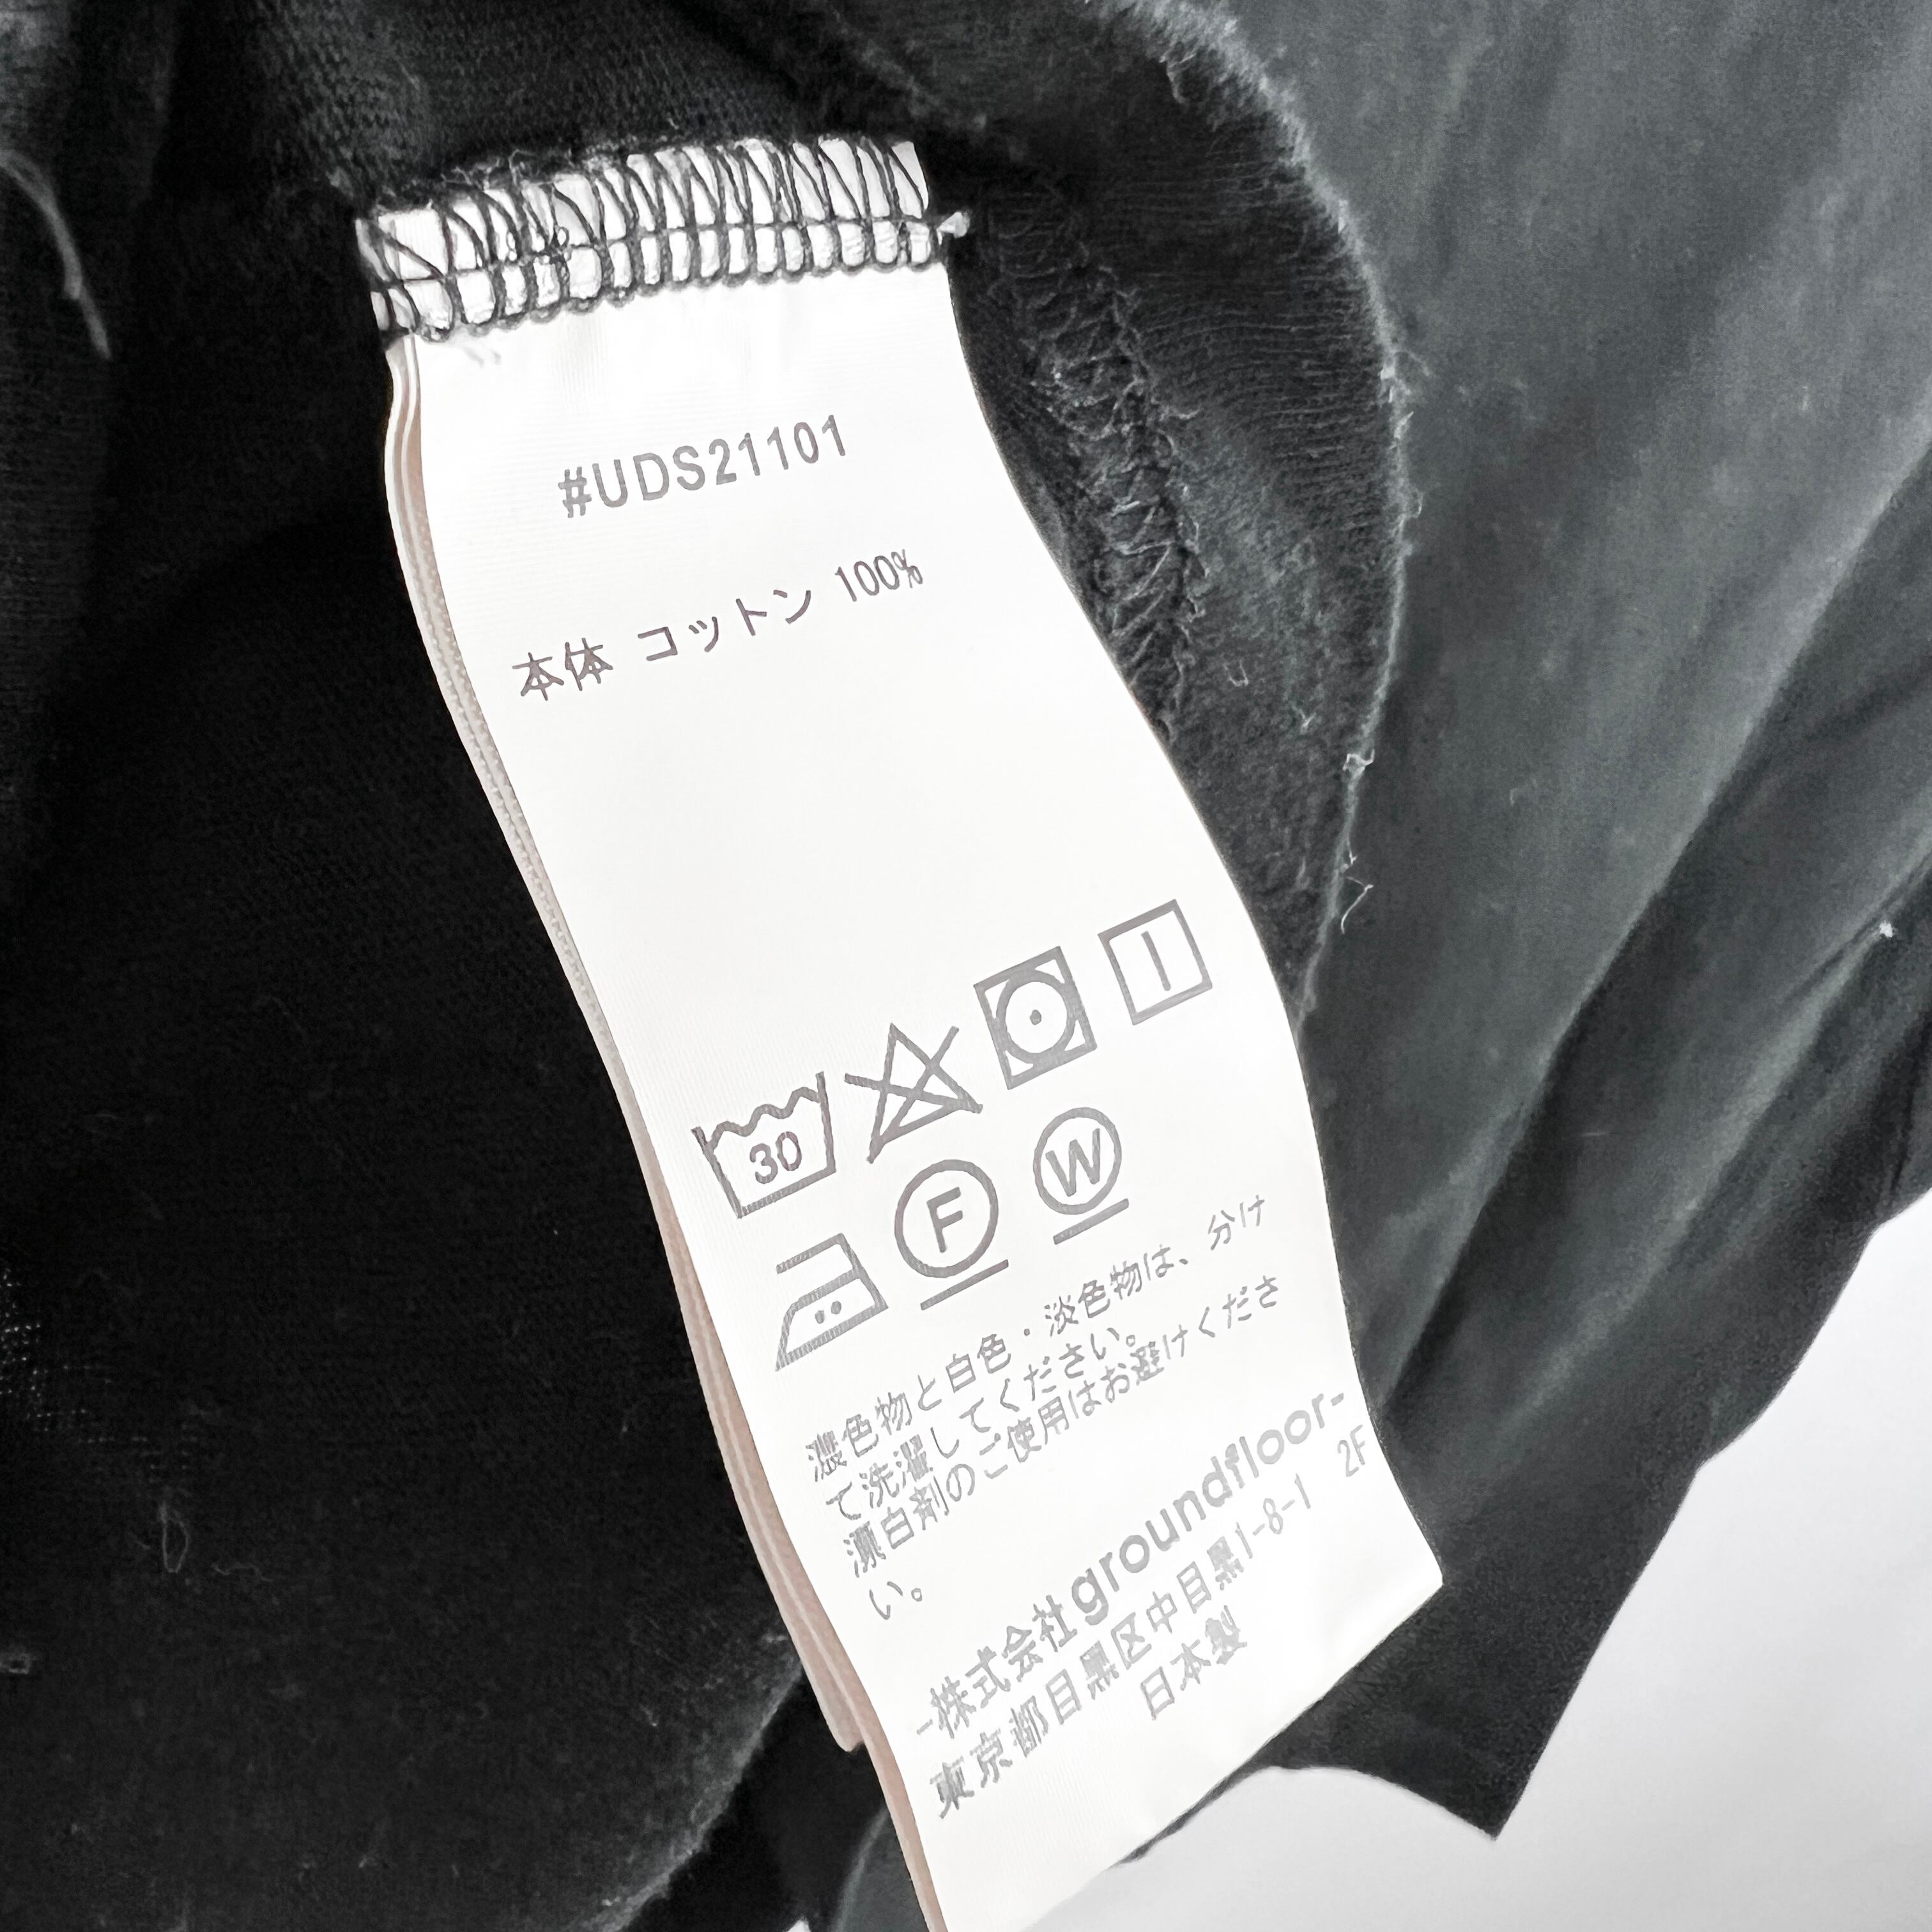 #UDS21101
本体 コットン 100%
30
F W
濃色物と白色・淡色物は、分け
て洗濯してください。
漂白剤のご使用はお避けくださ
い。
-株式会社groundfloor-
東京都目黒区中目黒1-8-1 2F
日本製